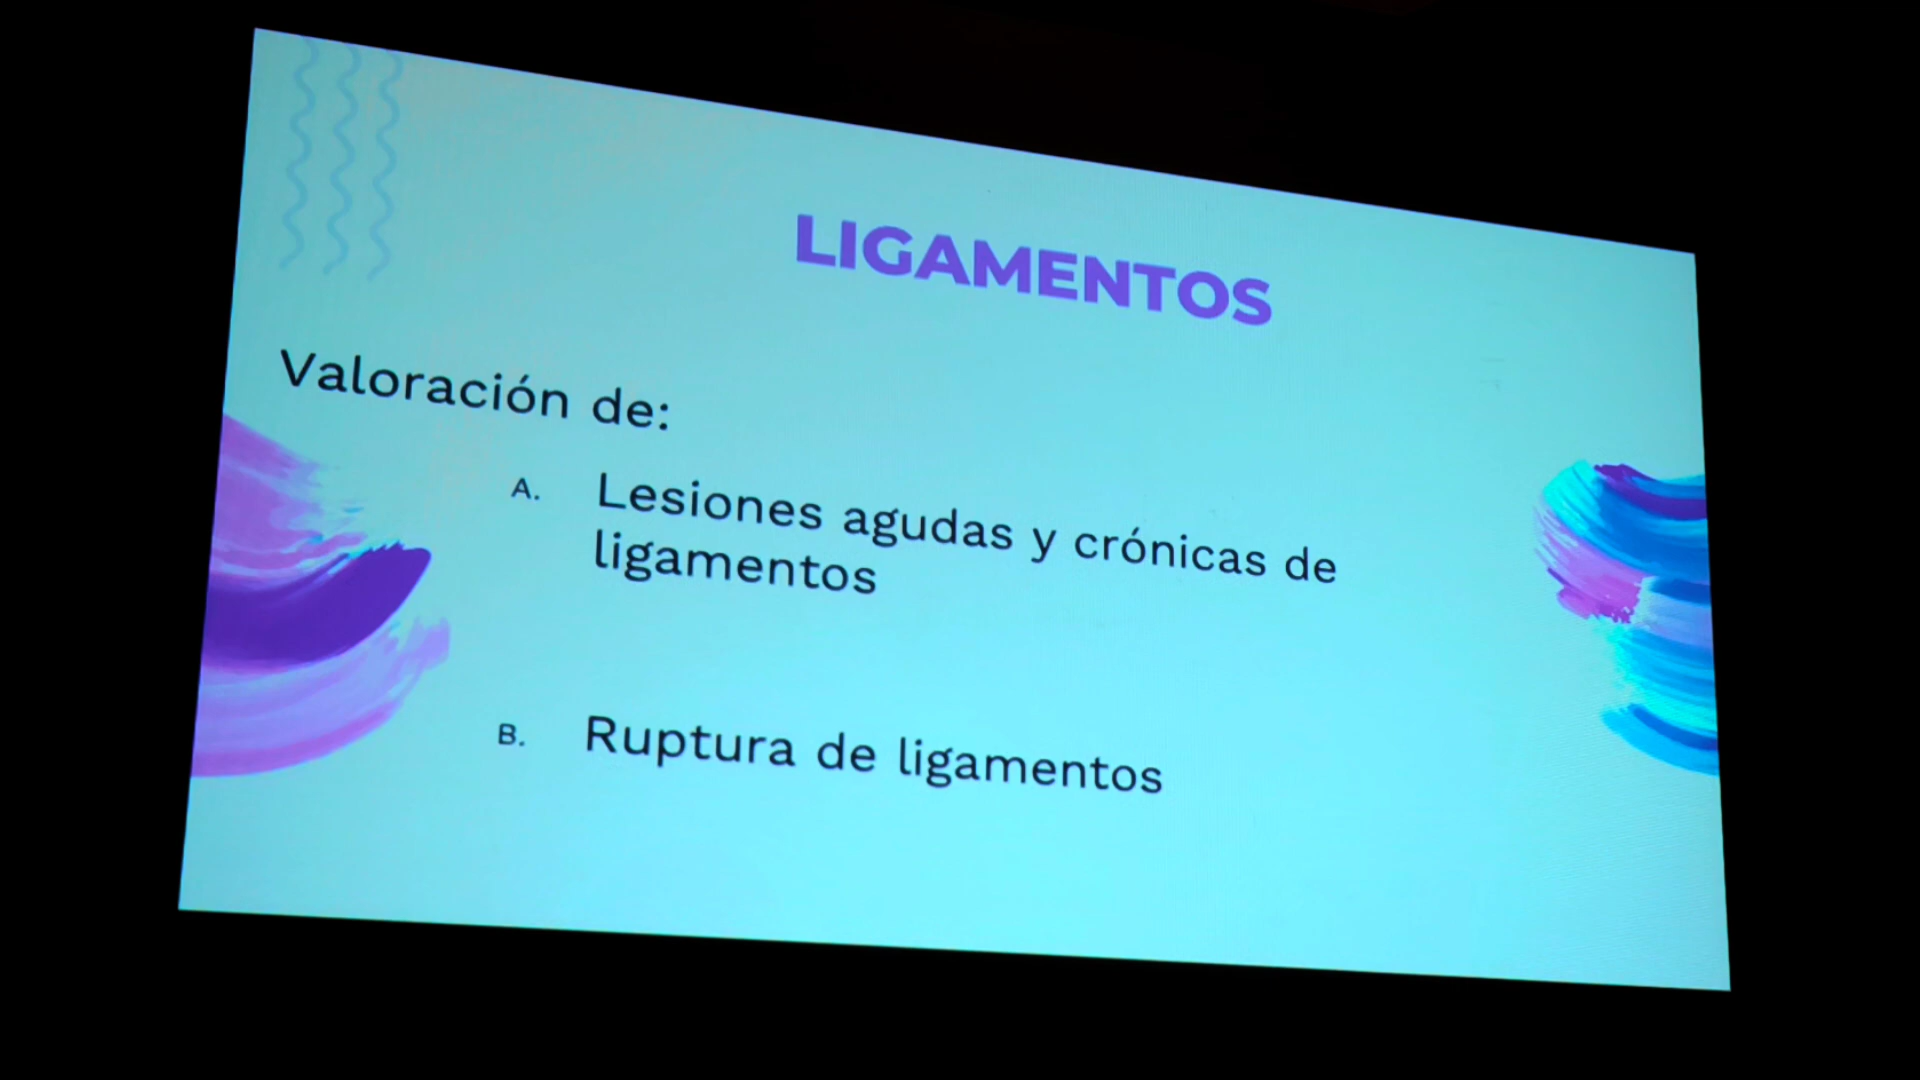 LIGAMENTOS
Valoración de:
A. Lesiones agudas y crónicas de
ligamentos
B. Ruptura de ligamentos